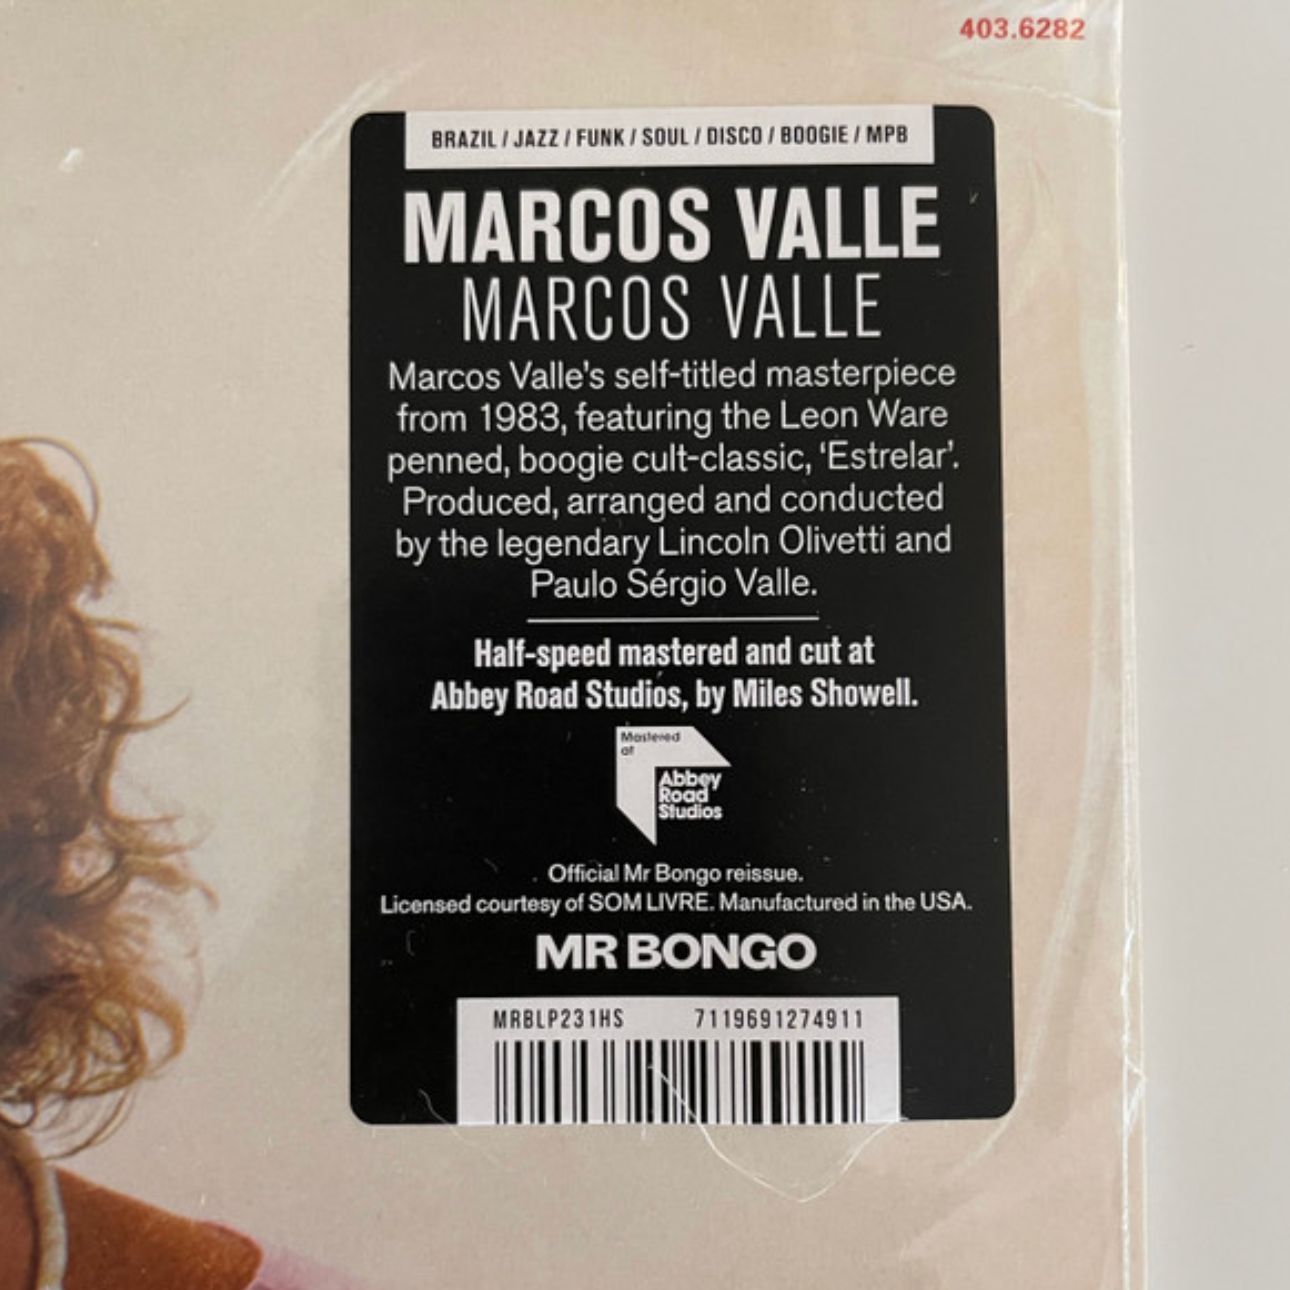 403.6282
BRAZIL / JAZZ / FUNK / SOUL / DISCO / BOOGIE / MPB
MARCOS VALLE
MARCOS VALLE
Marcos Valle's self-titled masterpiece
from 1983, featuring the Leon Ware
penned, boogie cult-classic, 'Estrelar'.
Produced, arranged and conducted
by the legendary Lincoln Olivetti and
Paulo Sérgio Valle.
Half-speed mastered and cut at
Abbey Road Studios, by Miles Showell.
Mastered
at
Abbey
Road
Studios
Official Mr Bongo reissue.
Licensed courtesy of SOM LIVRE. Manufactured in the USA.
MR BONGO
MRBLP231HS 7119691274911